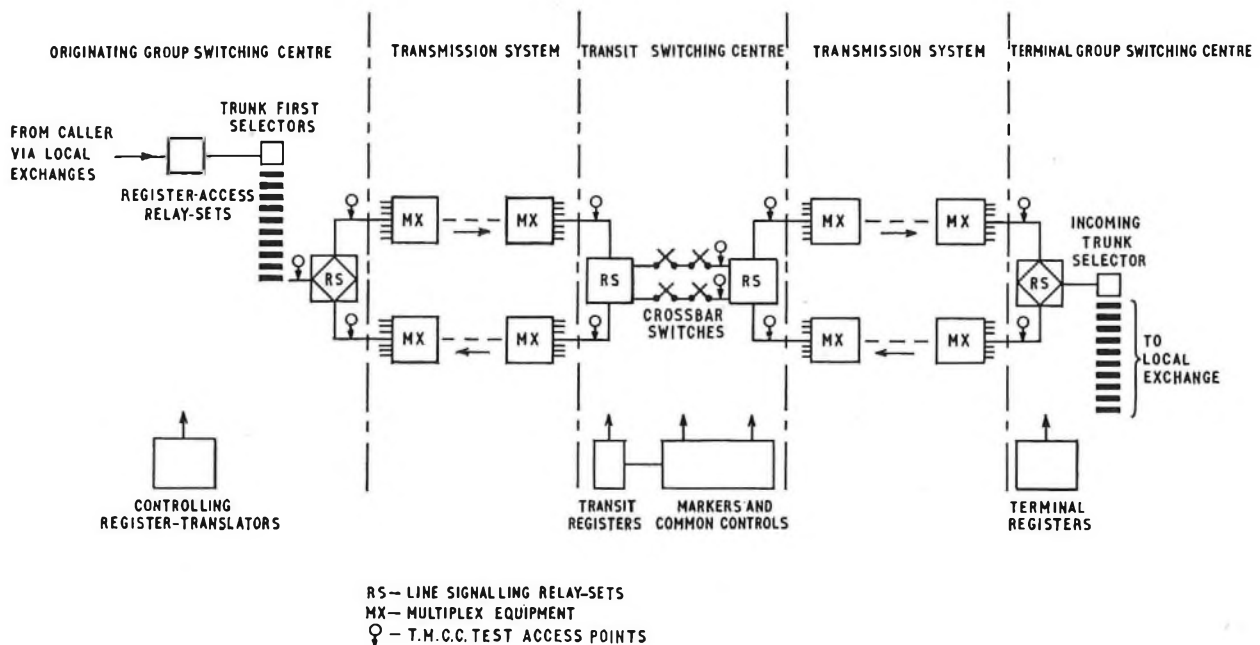 ORIGINATING GROUP SWITCHING CENTRE
TRANSMISSION SYSTEM
TRANSIT SWITCHING CENTRE
TRANSMISSION SYSTEM
TERMINAL GROUP SWITCHING CENTRE
TRUNK FIRST
SELECTORS
FROM CALLER
VIA LOCAL
EXCHANGES
REGISTER-ACCESS
RELAY-SETS
MX
MX
MX
MX
INCOMING
TRUNK
SELECTOR
RS
RS
RS
RS
CROSSBAR
SWITCHES
MX
MX
MX
MX
TO
LOCAL
EXCHANGE
CONTROLLING
REGISTER-TRANSLATORS
TRANSIT
REGISTERS
MARKERS AND
COMMON CONTROLS
TERMINAL
REGISTERS
RS— LINE SIGNALLING RELAY-SETS
MX— MULTIPLEX EQUIPMENT
– T.M.C.C. TEST ACCESS POINTS